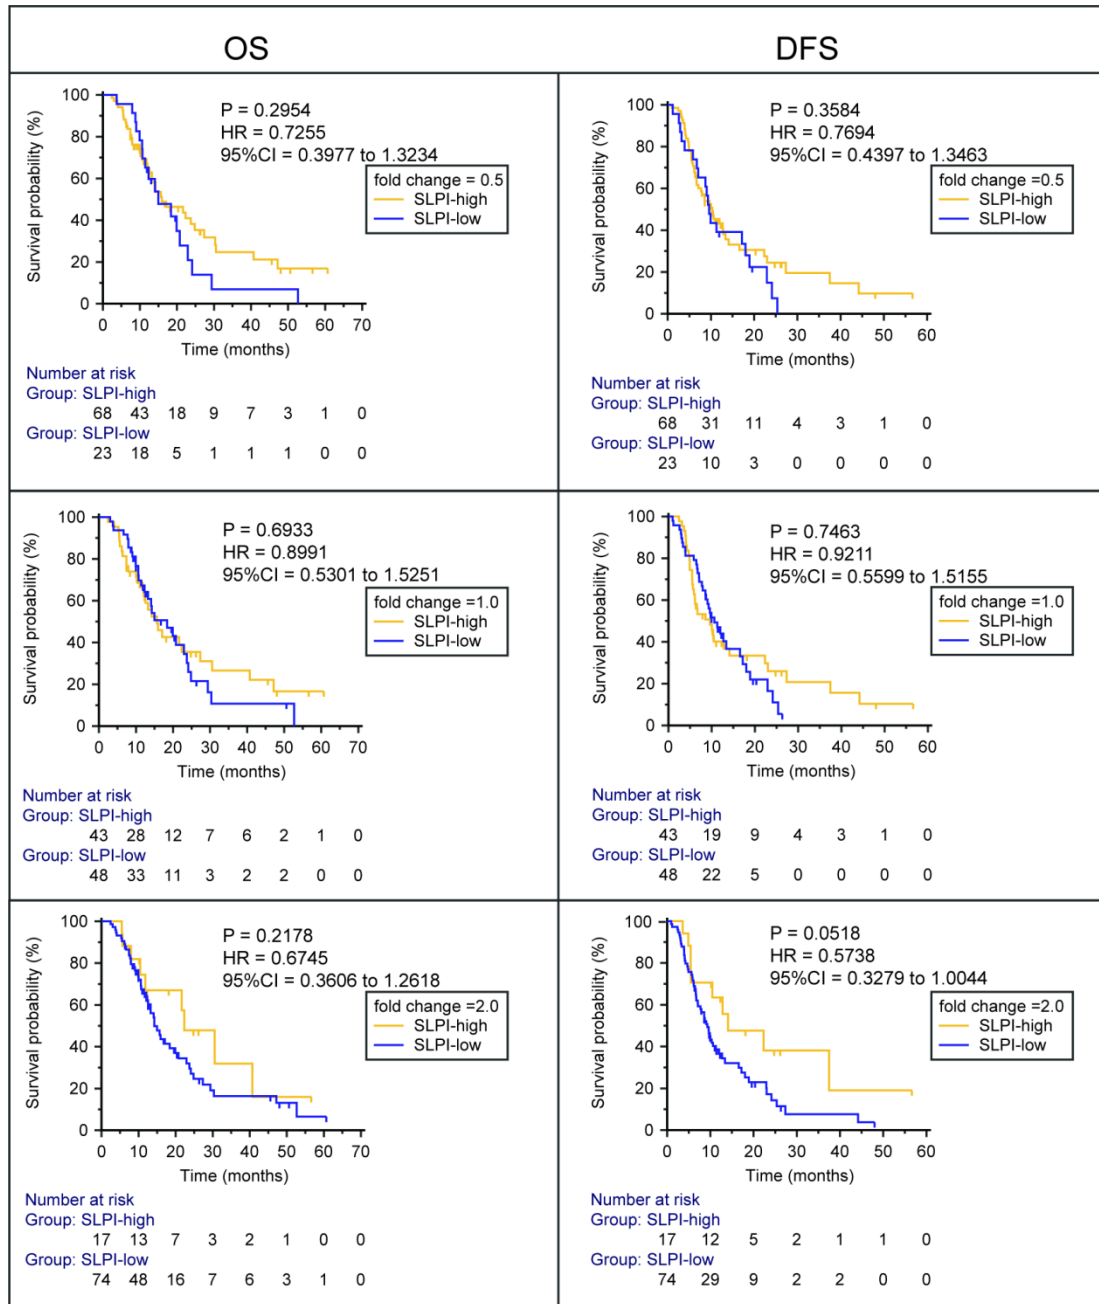 OS
DFS
100
80
60
40
20
0
Survival probability (%)
P = 0.2954
HR = 0.7255
95%CI = 0.3977 to 1.3234
fold change = 0.5
SLPI-high
SLPI-low
0 10 20 30 40 50 60 70
Time (months)
Number at risk
Group: SLPI-high
68 43 18 9 7 3 1 0
Group: SLPI-low
23 18 5 1 1 1 0 0
100
80
60
40
20
0
Survival probability (%)
P = 0.3584
HR = 0.7694
95%CI = 0.4397 to 1.3463
fold change =0.5
SLPI-high
SLPI-low
0 10 20 30 40 50 60
Time (months)
Number at risk
Group: SLPI-high
68 31 11 4 3 1 0
Group: SLPI-low
23 10 3 0 0 0 0
100
80
60
40
20
0
Survival probability (%)
P = 0.6933
HR = 0.8991
95%CI = 0.5301 to 1.5251
fold change =1.0
SLPI-high
SLPI-low
0 10 20 30 40 50 60 70
Time (months)
Number at risk
Group: SLPI-high
43 28 12 7 6 2 1 0
Group: SLPI-low
48 33 11 3 2 2 0 0
100
80
60
40
20
0
Survival probability (%)
P = 0.7463
HR = 0.9211
95%CI = 0.5599 to 1.5155
fold change =1.0
SLPI-high
SLPI-low
0 10 20 30 40 50 60
Time (months)
Number at risk
Group: SLPI-high
43 19 9 4 3 1 0
Group: SLPI-low
48 22 5 0 0 0 0
100
80
60
40
20
0
Survival probability (%)
P = 0.2178
HR = 0.6745
95%CI = 0.3606 to 1.2618
fold change =2.0
SLPI-high
SLPI-low
0 10 20 30 40 50 60 70
Time (months)
Number at risk
Group: SLPI-high
17 13 7 3 2 1 0 0
Group: SLPI-low
74 48 16 7 6 3 1 0
100
80
60
40
20
0
Survival probability (%)
P = 0.0518
HR = 0.5738
95%CI = 0.3279 to 1.0044
fold change =2.0
SLPI-high
SLPI-low
0 10 20 30 40 50 60
Time (months)
Number at risk
Group: SLPI-high
17 12 5 2 1 1 0
Group: SLPI-low
74 29 9 2 2 0 0